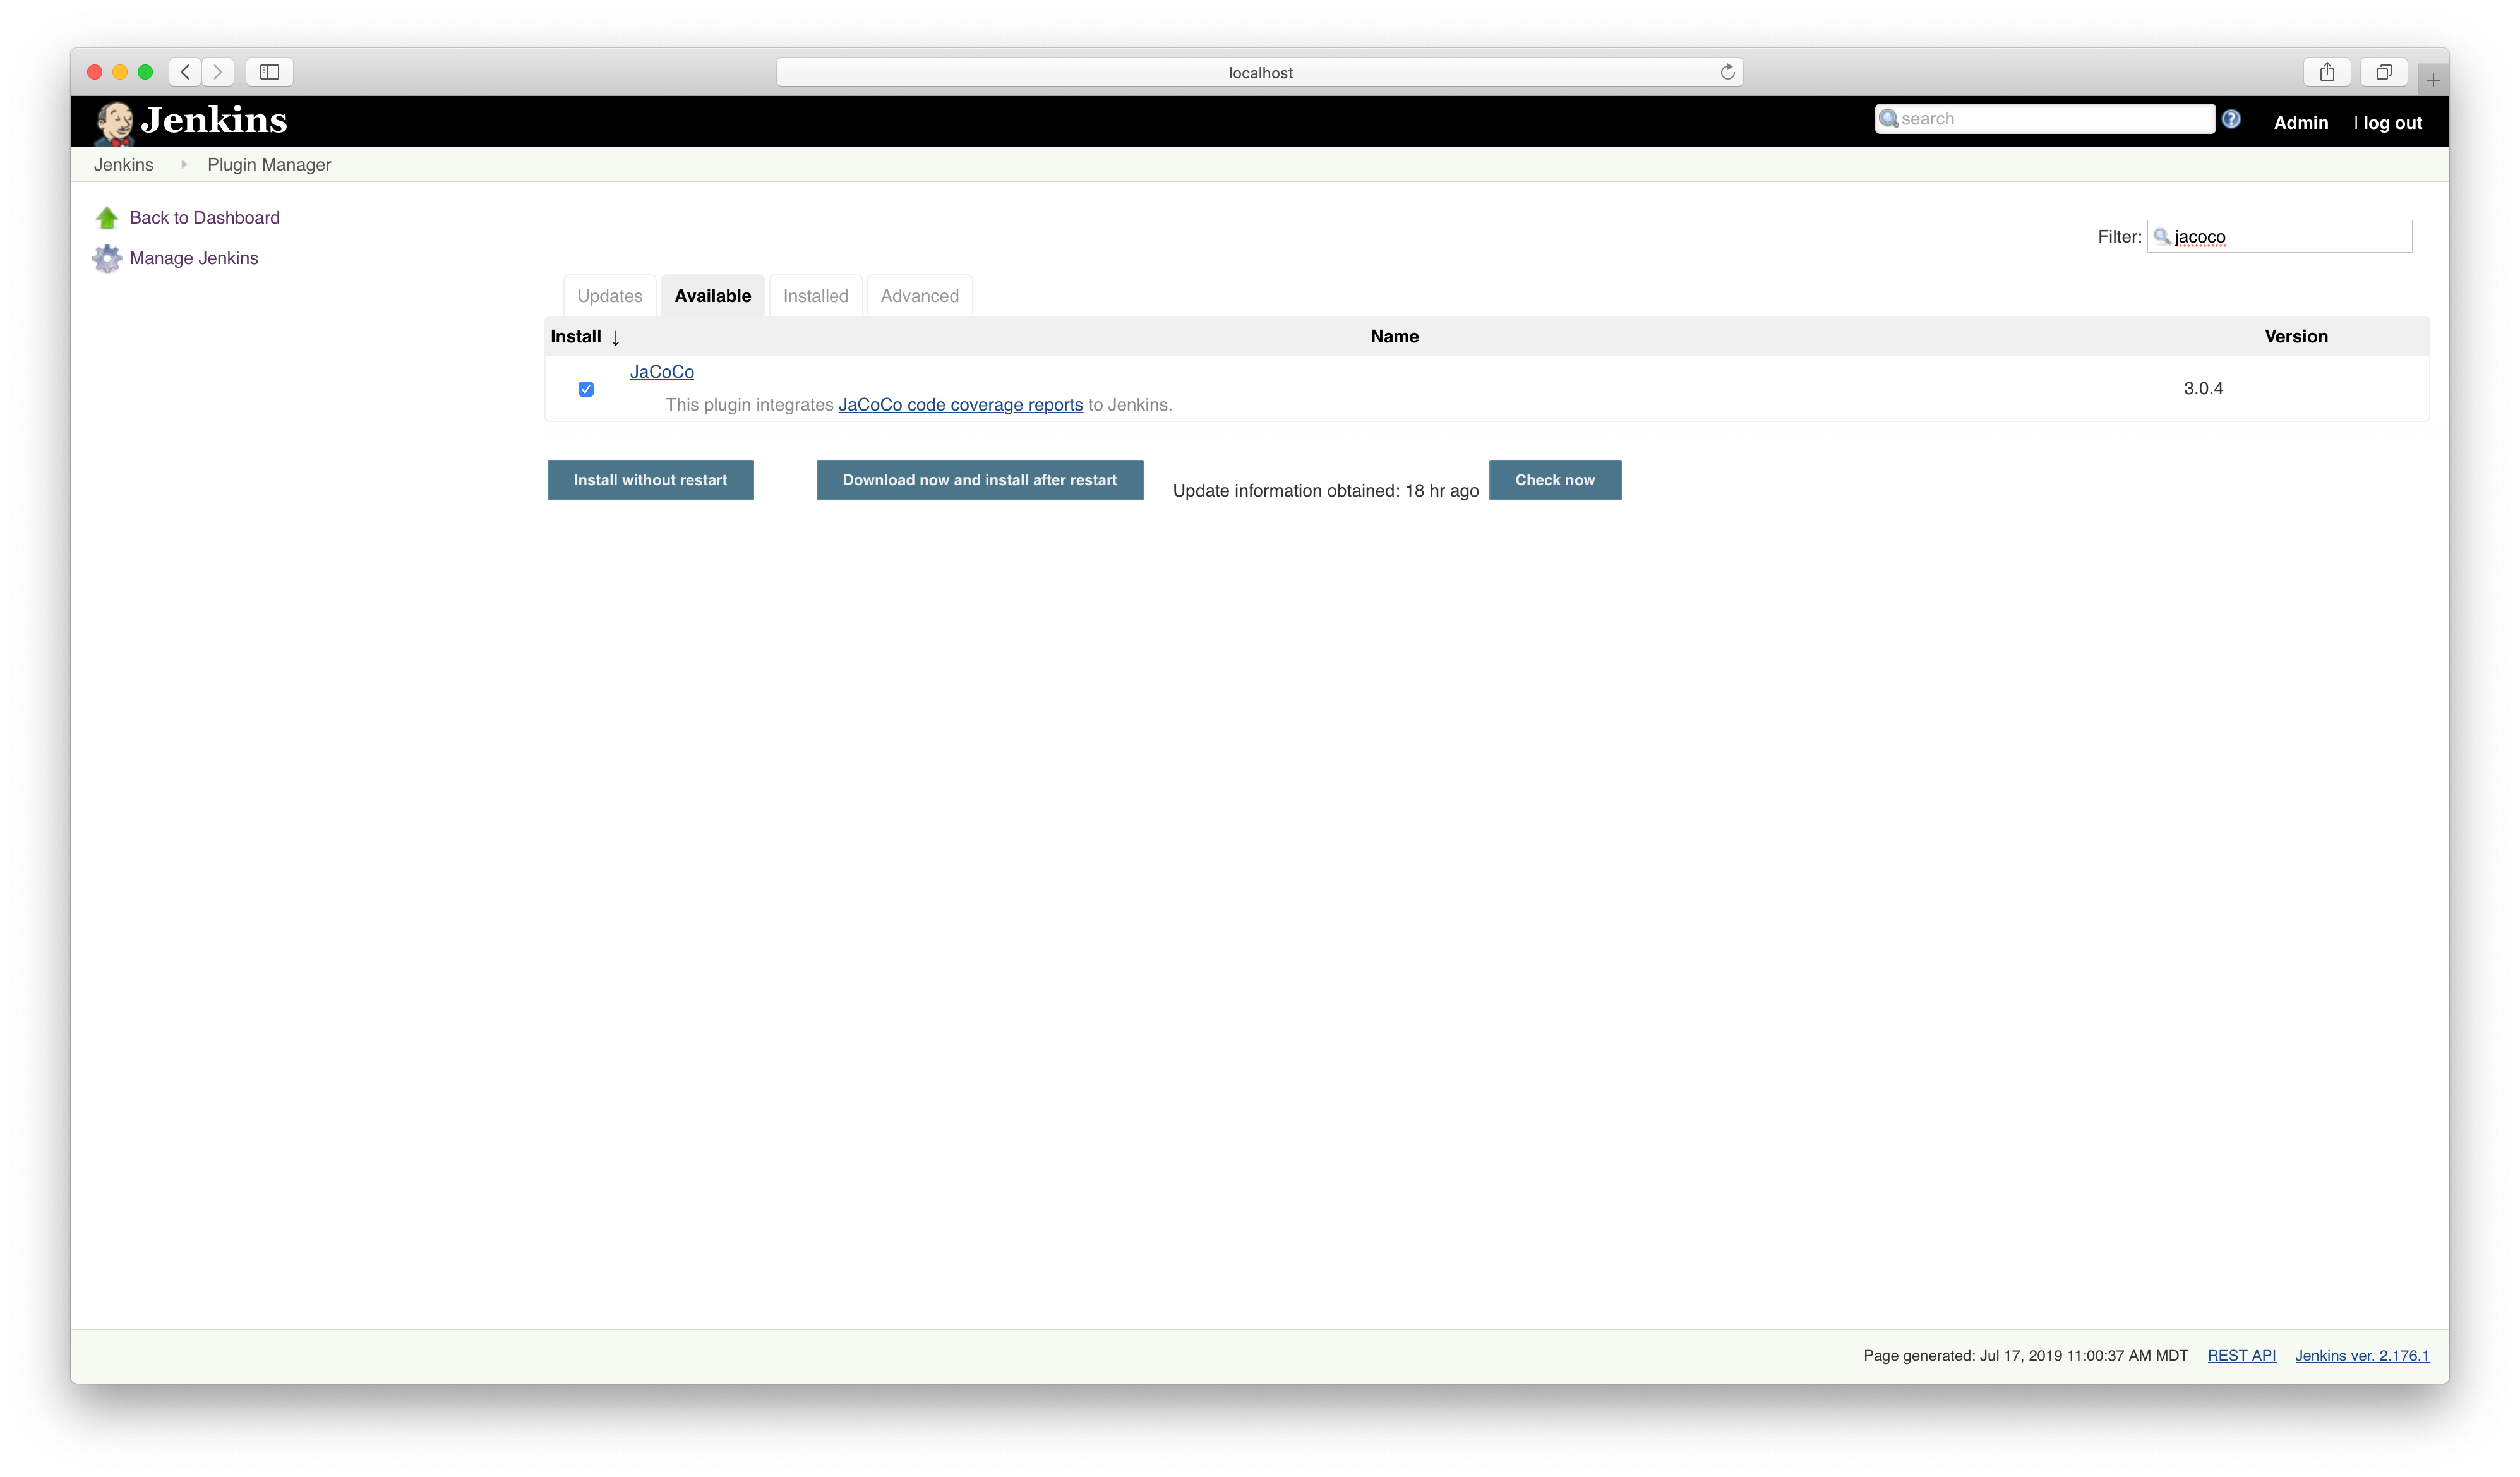 localhost
Jenkins
search
Admin
| log out
Jenkins
Plugin Manager
Back to Dashboard
Manage Jenkins
Filter: jacoco
Updates
Available
Installed
Advanced
Install ↓
Name
Version
JaCoCo
This plugin integrates JaCoCo code coverage reports to Jenkins.
3.0.4
Install without restart
Download now and install after restart
Update information obtained: 18 hr ago
Check now
Page generated: Jul 17, 2019 11:00:37 AM MDT
REST API
Jenkins ver. 2.176.1